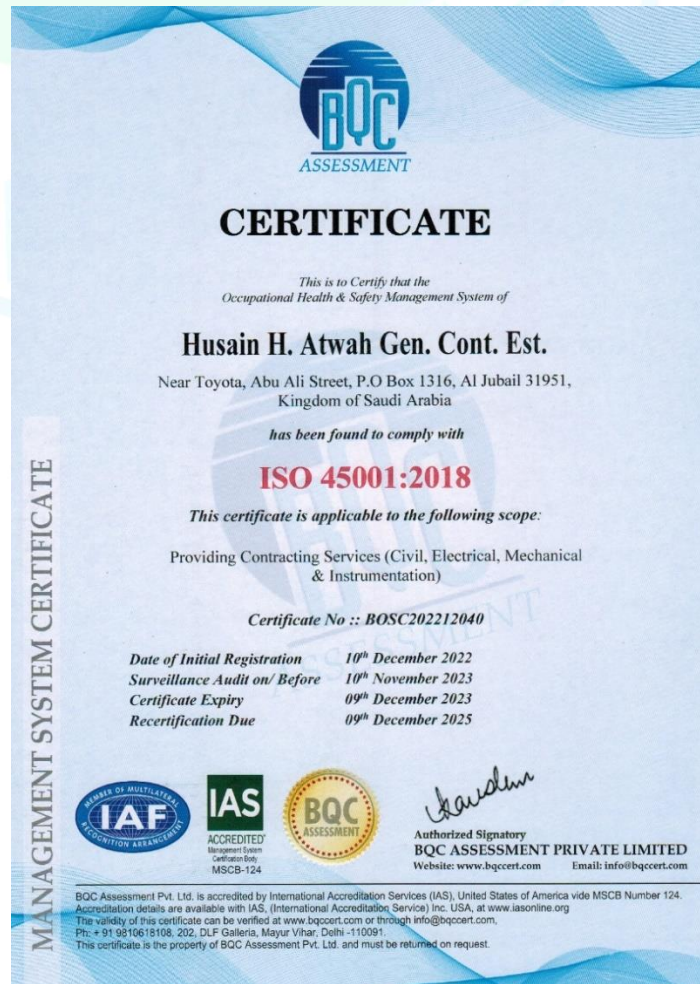 BQC
ASSESSMENT
CERTIFICATE
This is to Certify that the
Occupational Health & Safety Management System of
Husain H. Atwah Gen. Cont. Est.
Near Toyota, Abu Ali Street, P.O Box 1316, Al Jubail 31951,
Kingdom of Saudi Arabia
has been found to comply with
ISO 45001:2018
This certificate is applicable to the following scope:
Providing Contracting Services (Civil, Electrical, Mechanical
& Instrumentation)
Certificate No :: BOSC202212040
Date of Initial Registration 10th December 2022
Surveillance Audit on/ Before 10th November 2023
Certificate Expiry 09th December 2023
Recertification Due 09th December 2025
MANAGEMENT SYSTEM CERTIFICATE
MEMBER OF MULTILATERAL
IAF
RECOGNITION ARRANGEMENT
IAS
ACCREDITED
Management System
Certification Body
MSCB-124
BQC
ASSESSMENT
Authorized Signatory
BQC ASSESSMENT PRIVATE LIMITED
Website: www.bqccert.com Email: info@bqccert.com
BQC Assessment Pvt. Ltd. is accredited by International Accreditation Services (IAS), United States of America vide MSCB Number 124.
Accreditation details are available with IAS, (International Accreditation Service) Inc. USA, at www.iasonline.org
The validity of this certificate can be verified at www.bqccert.com or through info@bqccert.com,
Ph: + 91 9810618108, 202, DLF Galleria, Mayur Vihar, Delhi -110091.
This certificate is the property of BQC Assessment Pvt. Ltd. and must be returned on request.